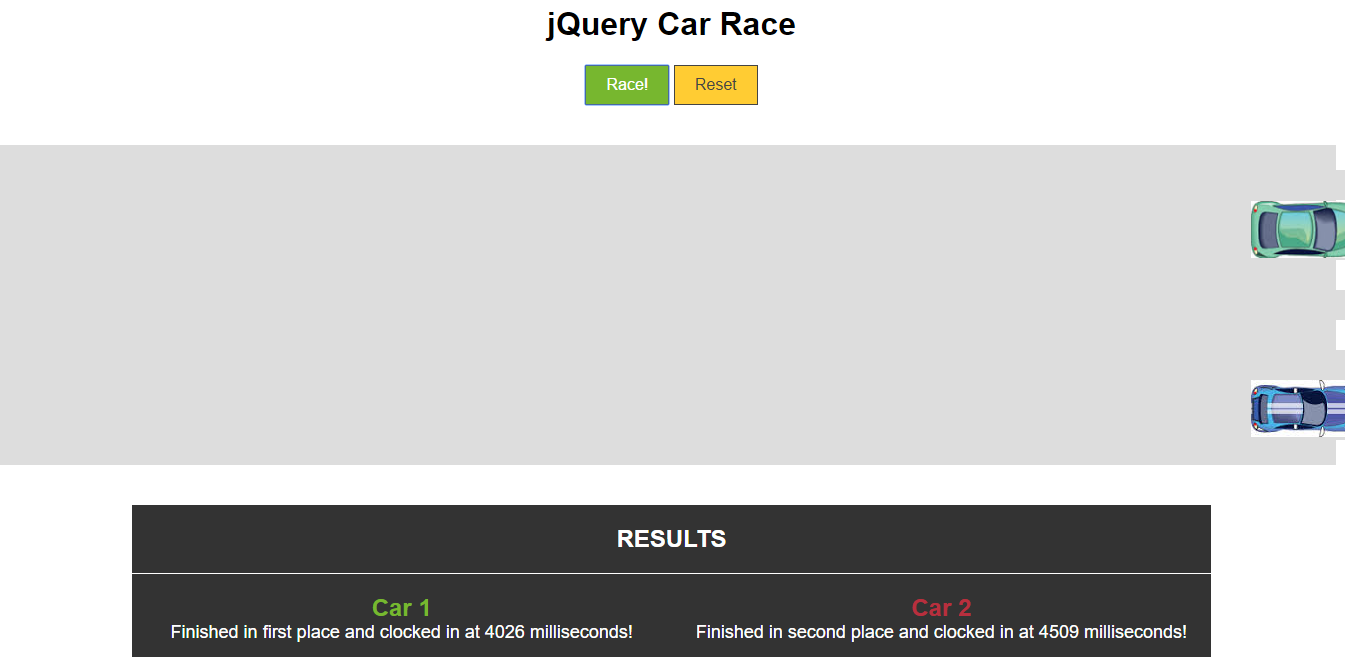 jQuery Car Race
Race! Reset
RESULTS
Car 1
Finished in first place and clocked in at 4026 milliseconds!
Car 2
Finished in second place and clocked in at 4509 milliseconds!